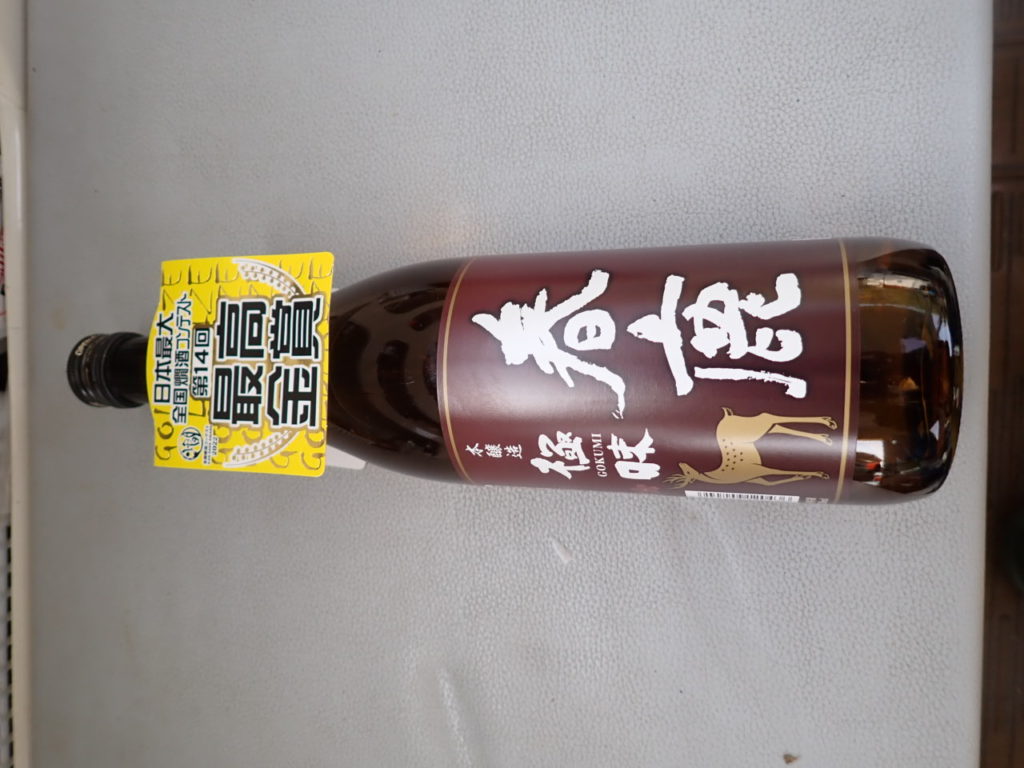 日本最大
全国燗酒コンテスト
第14回
最高
金賞
2022
春鹿
本醸造
極味
GOKUMI